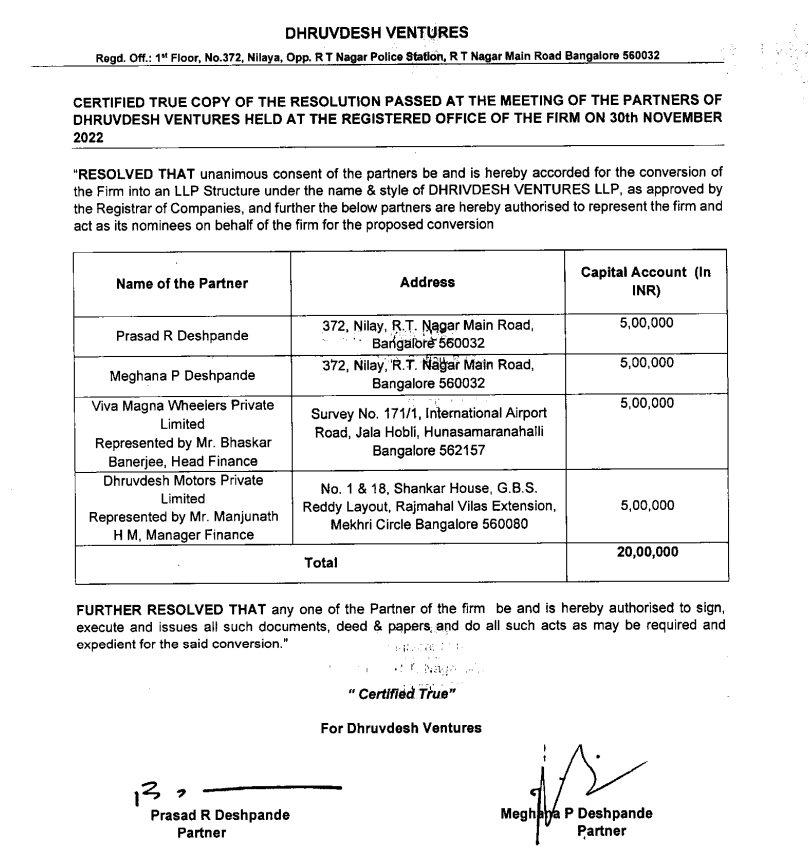 DHRUVDESH VENTURES
Regd. Off.: 1st Floor, No.372, Nilaya, Opp. R T Nagar Police Station, R T Nagar Main Road Bangalore 560032
CERTIFIED TRUE COPY OF THE RESOLUTION PASSED AT THE MEETING OF THE PARTNERS OF
DHRUVDESH VENTURES HELD AT THE REGISTERED OFFICE OF THE FIRM ON 30th NOVEMBER
2022
"RESOLVED THAT unanimous consent of the partners be and is hereby accorded for the conversion of
the Firm into an LLP Structure under the name & style of DHRIVDESH VENTURES LLP, as approved by
the Registrar of Companies, and further the below partners are hereby authorised to represent the firm and
act as its nominees on behalf of the firm for the proposed conversion
Name of the Partner
Address
Capital Account (In
INR)
Prasad R Deshpande
372, Nilay, R.T. Nagar Main Road,
Bangalore 560032
5,00,000
Meghana P Deshpande
372, Nilay, R.T. Nagar Main Road,
Bangalore 560032
5,00,000
Viva Magna Wheelers Private
Limited
Represented by Mr. Bhaskar
Banerjee, Head Finance
Survey No. 171/1, International Airport
Road, Jala Hobli, Hunasamaranahalli
Bangalore 562157
5,00,000
Dhruvdesh Motors Private
Limited
Represented by Mr. Manjunath
H M, Manager Finance
No. 1 & 18, Shankar House, G.B.S.
Reddy Layout, Rajmahal Vilas Extension,
Mekhri Circle Bangalore 560080
5,00,000
Total
20,00,000
FURTHER RESOLVED THAT any one of the Partner of the firm be and is hereby authorised to sign,
execute and issues all such documents, deed & papers, and do all such acts as may be required and
expedient for the said conversion."
" Certified True"
For Dhruvdesh Ventures
Prasad R Deshpande
Partner
Meghana P Deshpande
Partner